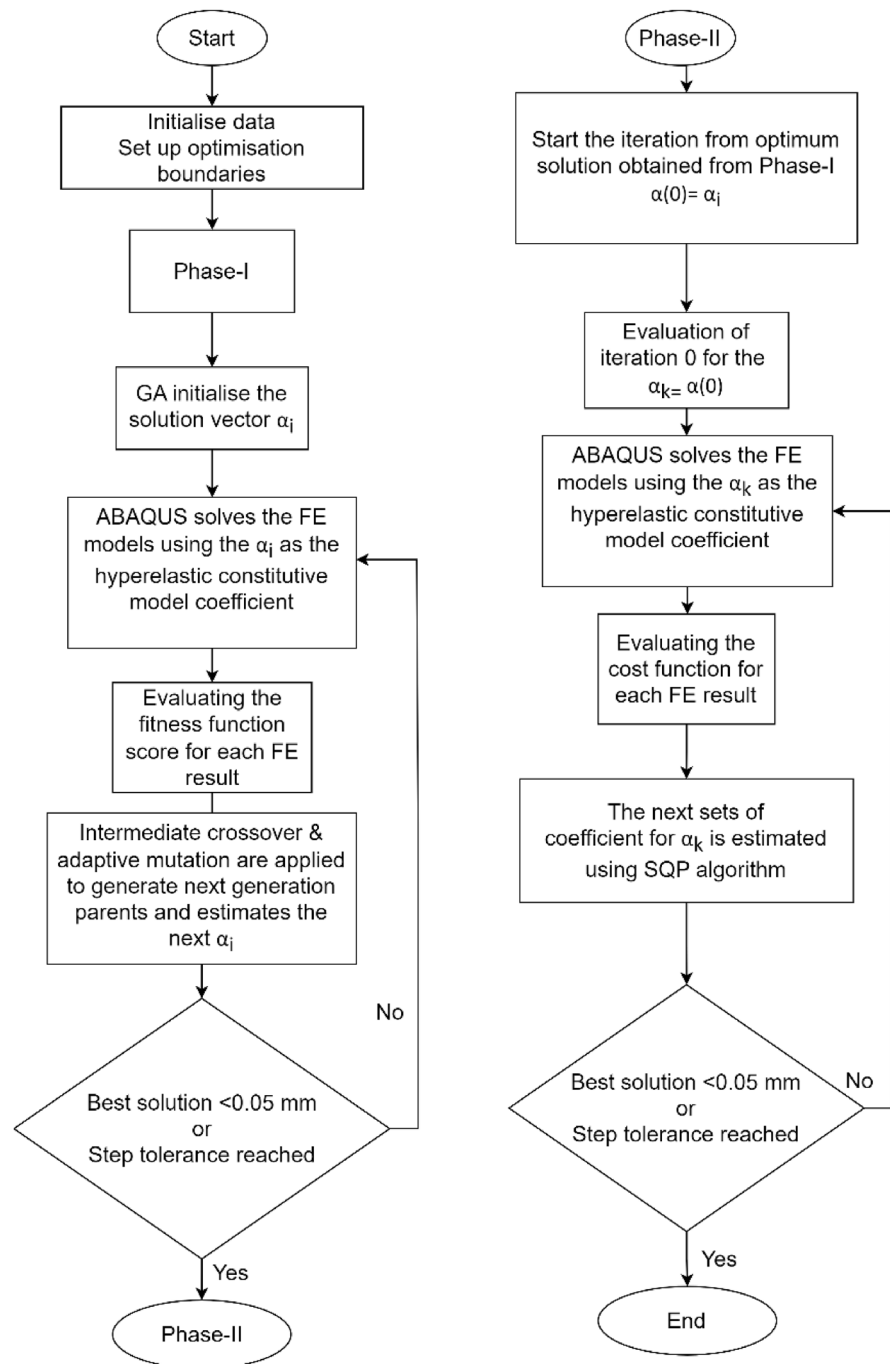 Start
Initialise data
Set up optimisation
boundaries
Phase-I
GA initialise the
solution vector αi
ABAQUS solves the FE
models using the αi as the
hyperelastic constitutive
model coefficient
Evaluating the
fitness function
score for each FE
result
Intermediate crossover &
adaptive mutation are applied
to generate next generation
parents and estimates the
next αi
No
Best solution <0.05 mm
or
Step tolerance reached
Yes
Phase-II
Phase-II
Start the iteration from optimum
solution obtained from Phase-I
α(0)= αi
Evaluation of
iteration 0 for the
αk= α(0)
ABAQUS solves the FE
models using the αk as the
hyperelastic constitutive
model coefficient
Evaluating the
cost function for
each FE result
The next sets of
coefficient for αk is estimated
using SQP algorithm
Best solution <0.05 mm
or
Step tolerance reached
No
Yes
End